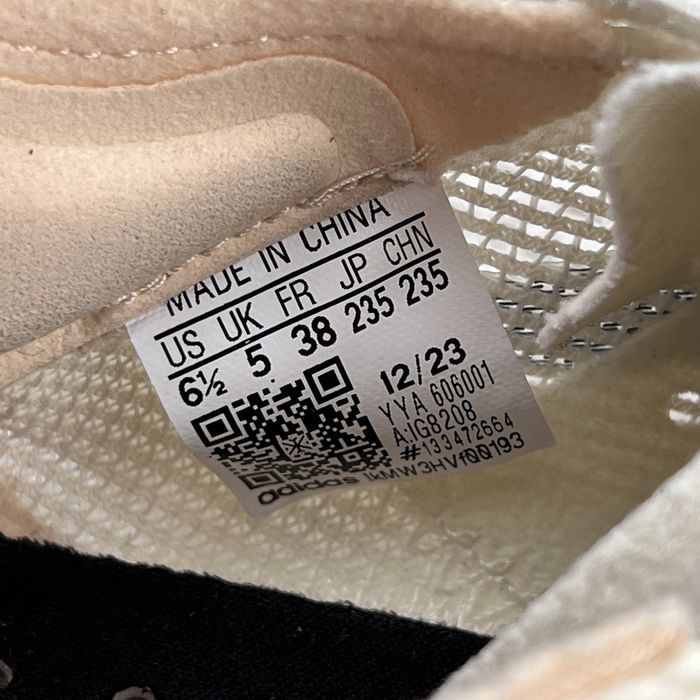 MADE IN CHINA
US UK FR JP CHN
6½ 5 38 235 235
12/23
YYA 606001
A:IG8208
#133472664
adidas IkMW3HVf00193